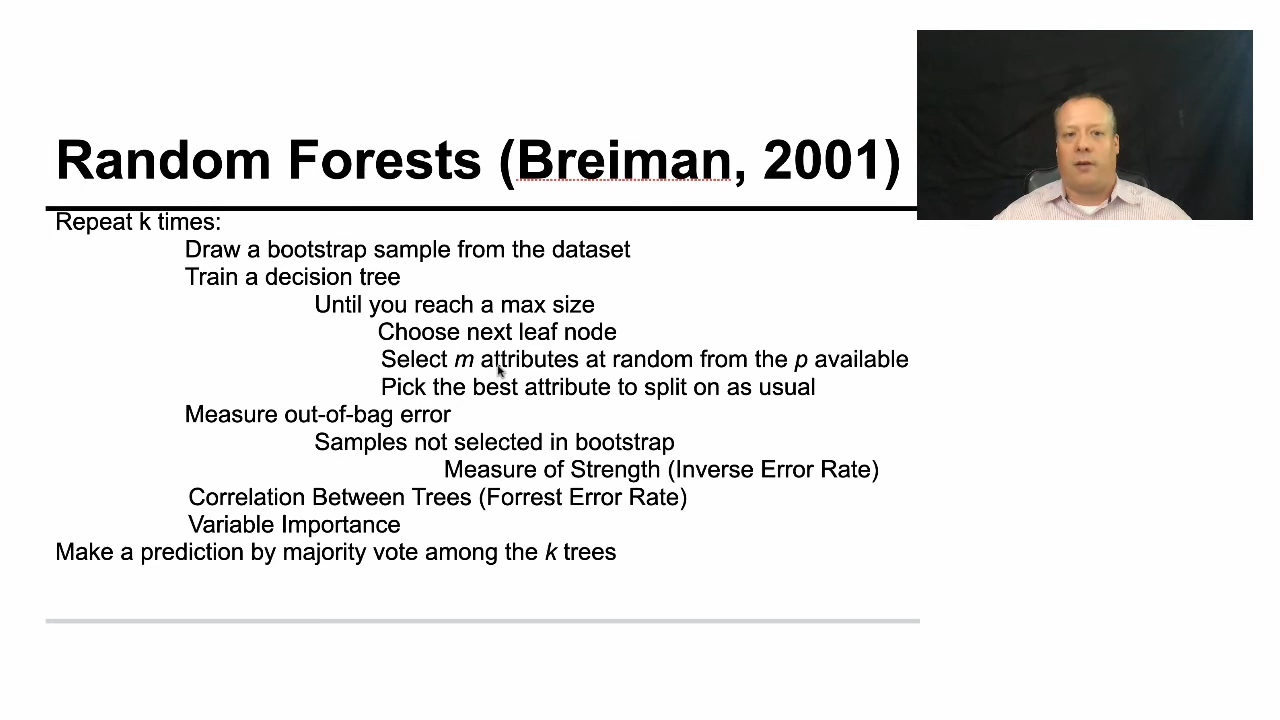 Random Forests (Breiman, 2001)
Repeat k times:
Draw a bootstrap sample from the dataset
Train a decision tree
Until you reach a max size
Choose next leaf node
Select m attributes at random from the p available
Pick the best attribute to split on as usual
Measure out-of-bag error
Samples not selected in bootstrap
Measure of Strength (Inverse Error Rate)
Correlation Between Trees (Forrest Error Rate)
Variable Importance
Make a prediction by majority vote among the k trees